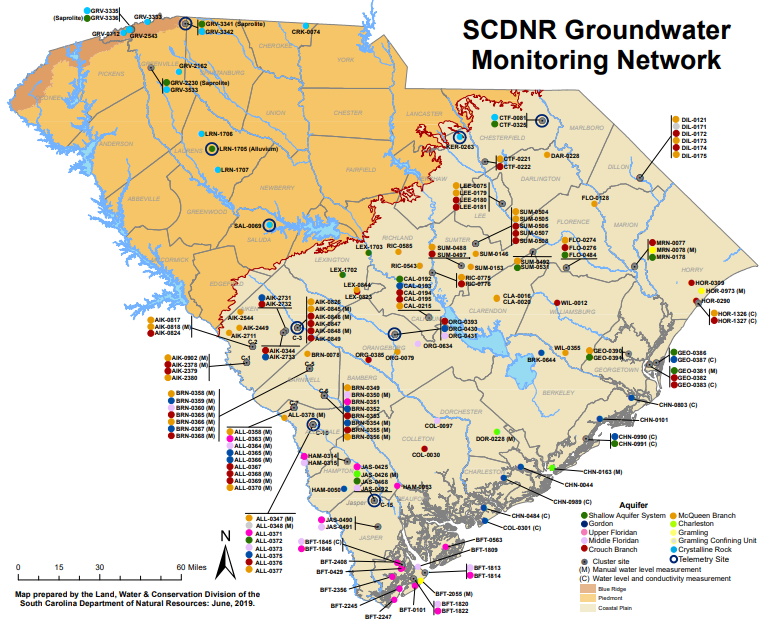 SCDNR Groundwater
Monitoring Network
GRV-3335
(Saprolite)
GRV-3336
GRV-3333
GRV-0712
GRV-2543
GRV-3341 (Saprolite)
GRV-3342
CRK-0074
CHEROKEE
YORK
GREENVILLE
SPARTANBURG
PICKENS
GRV-2162
GRV-2230 (Saprolite)
GRV-3533
UNION
CHESTER
LANCASTER
CTF-0081
CTF-0325
CHESTERFIELD
MARLBORO
KER-0263
DIL-0121
DIL-0171
DIL-0172
DIL-0173
DIL-0174
DIL-0175
ANDERSON
LRN-1706
LRN-1705 (Alluvium)
LRN-1707
LAURENS
CTF-0221
CTF-0222
DAR-0228
DILLON
DARLINGTON
FAIRFIELD
KERSHAW
ABBEVILLE
GREENWOOD
NEWBERRY
LEE-0075
LEE-0179
LEE-0180
LEE-0181
LEE
FLO-0128
FLORENCE
MARION
SAL-0069
SALUDA
SUM-0504
SUM-0505
SUM-0506
SUM-0507
SUM-0508
RICHLAND
SUMTER
LEX-1703
RIC-0585
SUM-0488
SUM-0497
SUM-0146
SUM-0492
SUM-0531
FLO-0274
FLO-0276
FLO-0484
MRN-0077
MRN-0078 (M)
MRN-0178
MCCORMICK
LEXINGTON
LEX-1702
RIC-0543
SUM-0153
RIC-0775
RIC-0776
HORRY
EDGEFIELD
LEX-0844
LEX-0823
CAL-0192
CAL-0193
CAL-0194
CAL-0195
CAL-0215
CLA-0016
CLA-0028
CLARENDON
WIL-0012
WILLIAMSBURG
HOR-0309
HOR-0973 (M)
HOR-0290
HOR-1326 (C)
HOR-1327 (C)
AIK-2731
AIK-2732
AIK-0826
AIK-0845 (M)
AIK-0846 (M)
AIK-0847
AIK-0848 (M)
AIK-0849
AIK-0817
AIK-0818 (M)
AIK-0824
AIK-2544
AIK-2449
AIK-2711
C-2
C-3
ORG-0393
ORG-0430
ORG-0431
ORG-0634
ORANGEBURG
ORG-0385
ORG-0079
AIK-0344
AIK-2733
BRN-0078
AIK-0902 (M)
AIK-2378 (M)
AIK-2379
AIK-2380
C-1
C-5
BRK-0644
WIL-0355
GEO-0390
GEO-0391
GEORGETOWN
GEO-0386
GEO-0387 (C)
GEO-0381 (M)
GEO-0382
GEO-0383 (C)
BARNWELL
BAMBERG
BRN-0358 (M)
BRN-0359 (M)
BRN-0360 (M)
BRN-0365 (M)
BRN-0366 (M)
BRN-0367 (M)
BRN-0368 (M)
C-6
BRN-0349
BRN-0350 (M)
BRN-0351
BRN-0352
BRN-0353
BRN-0354 (M)
BRN-0355 (M)
BRN-0356 (M)
BERKELEY
CHN-0803 (C)
CHN-0101
ALL-0378 (M)
DORCHESTER
COL-0097
COLLETON
COL-0030
DOR-0228 (M)
CHN-0990 (C)
CHN-0991 (C)
ALL-0358 (M)
ALL-0363 (M)
ALL-0364 (M)
ALL-0365 (M)
ALL-0366 (M)
ALL-0367 (M)
ALL-0368 (M)
ALL-0369 (M)
ALL-0370 (M)
HAM-0314
HAM-0315
HAMPTON
JAS-0425
JAS-0426 (M)
JAS-0468
JAS-0492
HAM-0050
HAM-0083
CHARLESTON
CHN-0163 (M)
CHN-0044
CHN-0989 (C)
CHN-0484 (C)
COL-0301 (C)
C-15
Jasper
BEAUFORT
ALL-0347 (M)
ALL-0348 (M)
ALL-0371
ALL-0372
ALL-0373
ALL-0375
ALL-0376
ALL-0377
JAS-0490
JAS-0491
JASPER
BFT-1845 (C)
BFT-1846
BFT-0563
BFT-1809
BFT-2408
BFT-0429
BFT-2356
BFT-2245
BFT-2247
BFT-0101
BFT-2055 (M)
BFT-1820
BFT-1822
BFT-1813
BFT-1814
Aquifer
Shallow Aquifer System
Gordon
Upper Floridan
Middle Floridan
Crouch Branch
McQueen Branch
Charleston
Gramling
Gramling Confining Unit
Crystalline Rock
Cluster site
Telemetry Site
(M) Manual water level measurement
(C) Water level and conductivity measurement
Blue Ridge
Piedmont
Coastal Plain
N
0 15 30 60 Miles
Map prepared by the Land, Water & Conservation Division of the
South Carolina Department of Natural Resources: June, 2019.